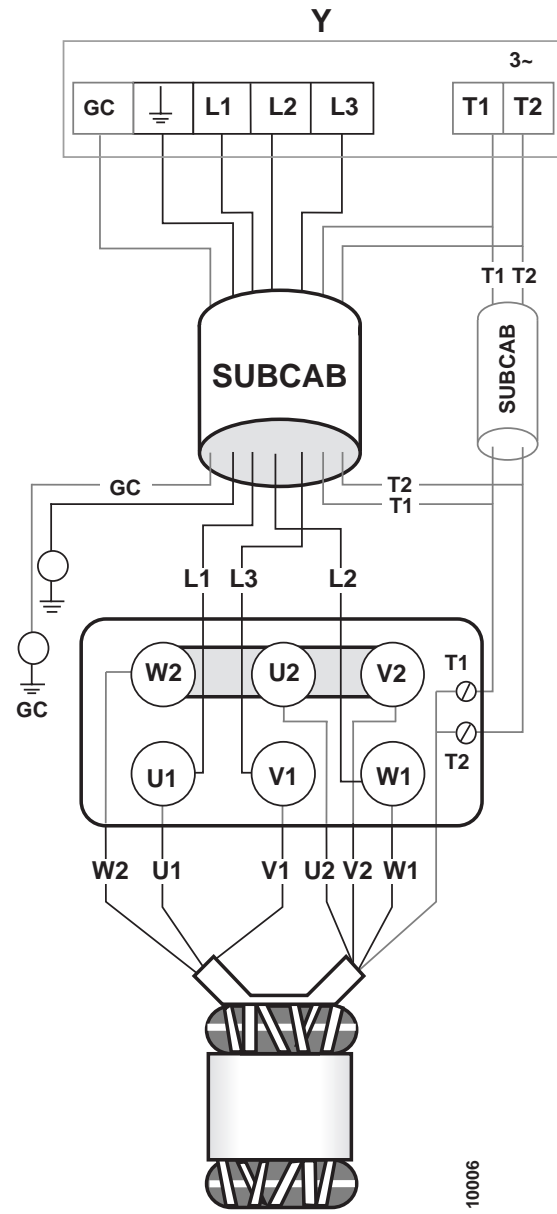 Y
3~
GC L1 L2 L3 T1 T2
T1 T2
SUBCAB
SUBCAB
GC
T2
T1
L1 L3 L2
W2 U2 V2 T1
GC
U1 V1 W1 T2
W2 U1 V1 U2 V2 W1
10006